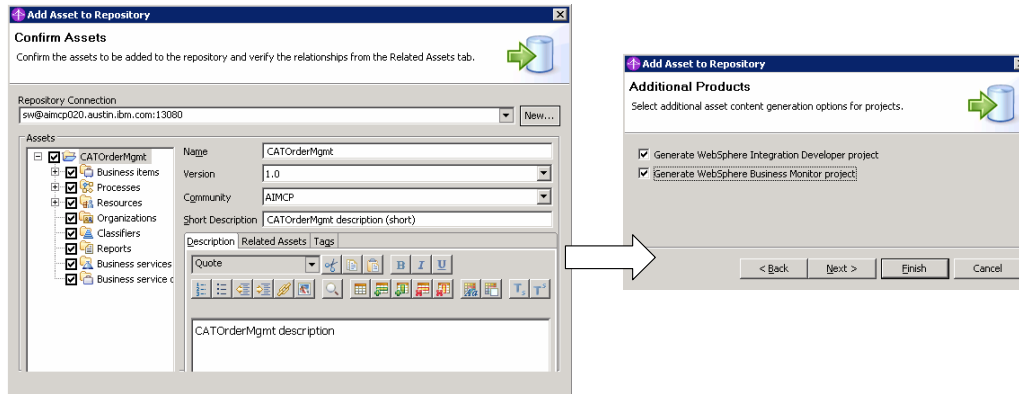 Add Asset to Repository
Confirm Assets
Confirm the assets to be added to the repository and verify the relationships from the Related Assets tab.
Repository Connection
sw@aimcp020.austin.ibm.com:13080
New...
Assets
CATOrderMgmt
Business items
Processes
Resources
Organizations
Classifiers
Reports
Business services
Business service
Name CATOrderMgmt
Version 1.0
Community AIMCP
Short Description CATOrderMgmt description (short)
Description Related Assets Tags
Quote B I U
CATOrderMgmt description
Add Asset to Repository
Additional Products
Select additional asset content generation options for projects.
Generate WebSphere Integration Developer project
Generate WebSphere Business Monitor project
< Back Next > Finish Cancel